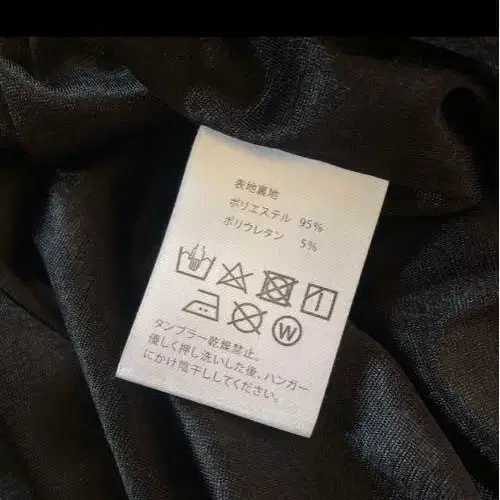 表地裏地
ポリエステル 95%
ポリウレタン 5%
W
タンブラー乾燥禁止。
優しく押し洗いした後、ハンガー
にかけ陰干ししてください。